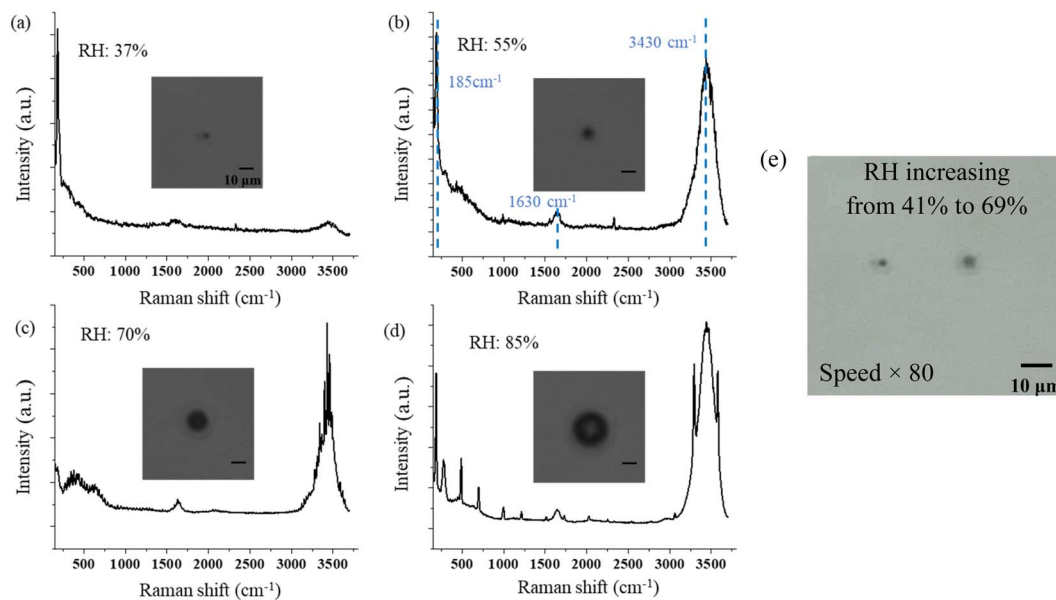 (a)
RH: 37%
10 µm
Intensity (a.u.)
500 1000 1500 2000 2500 3000 3500
Raman shift (cm⁻¹)
(b)
RH: 55%
185cm⁻¹
3430 cm⁻¹
1630 cm⁻¹
Intensity (a.u.)
500 1000 1500 2000 2500 3000 3500
Raman shift (cm⁻¹)
(c)
RH: 70%
Intensity (a.u.)
500 1000 1500 2000 2500 3000 3500
Raman shift (cm⁻¹)
(d)
RH: 85%
Intensity (a.u.)
500 1000 1500 2000 2500 3000 3500
Raman shift (cm⁻¹)
(e)
RH increasing
from 41% to 69%
Speed × 80
10 µm